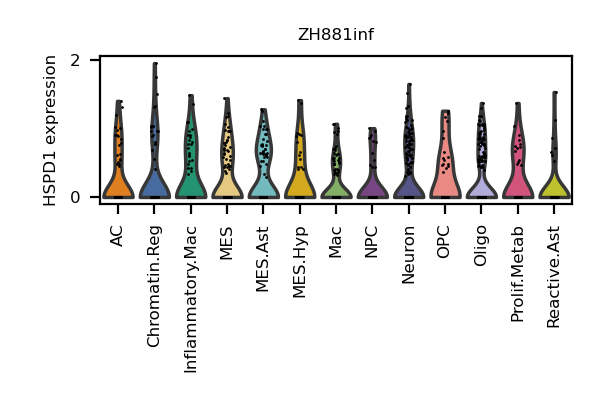 ZH881inf
HSPD1 expression
2
0
AC
Chromatin.Reg
Inflammatory.Mac
MES
MES.Ast
MES.Hyp
Mac
NPC
Neuron
OPC
Oligo
Prolif.Metab
Reactive.Ast